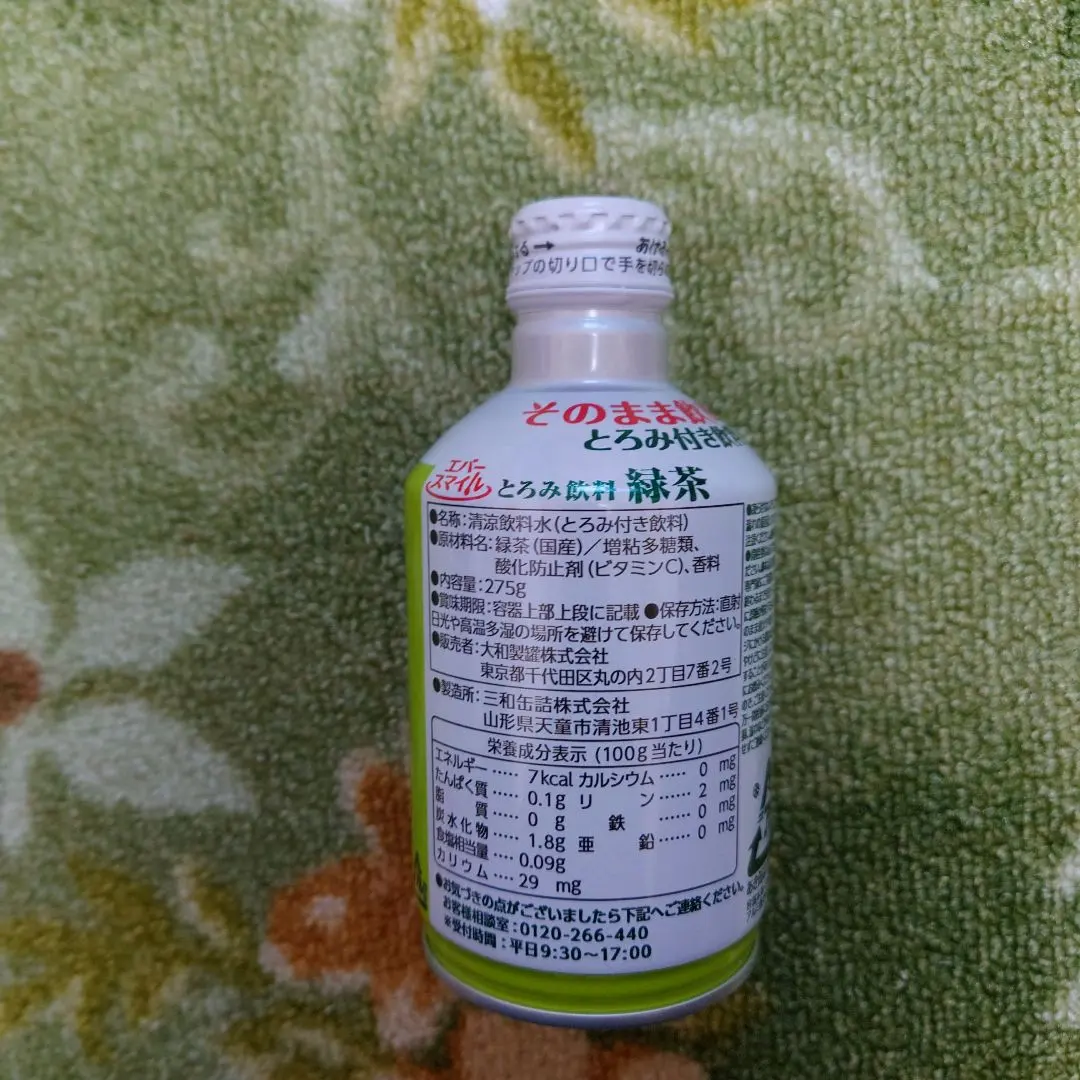 る→ あける
ップの切り口で手を切ら
そのまま飲
とろみ付き飲
エバー
スマイル
とろみ飲料 緑茶
●名称：清涼飲料水(とろみ付き飲料)
●原材料名：緑茶(国産)／増粘多糖類、
酸化防止剤(ビタミンC)、香料
●内容量：275g
●賞味期限：容器上部上段に記載 ●保存方法：直射
日光や高温多湿の場所を避けて保存してください。
●販売者：大和製罐株式会社
東京都千代田区丸の内2丁目7番2号
●製造所：三和缶詰株式会社
山形県天童市清池東1丁目4番1号
栄養成分表示 (100g当たり)
エネルギー ····· 7kcal カルシウム ····· 0 mg
たんぱく質 ····· 0.1g リン ······ 2 mg
脂質 ····· 0 g 鉄 ······ 0 mg
炭水化物 ····· 1.8g 亜鉛 ······ 0 mg
食塩相当量 ···· 0.09g
カリウム ···· 29 mg
●お気づきの点がございましたら下記へご連絡ください。
お客様相談室：0120-266-440
※受付時間：平日9:30～17:00